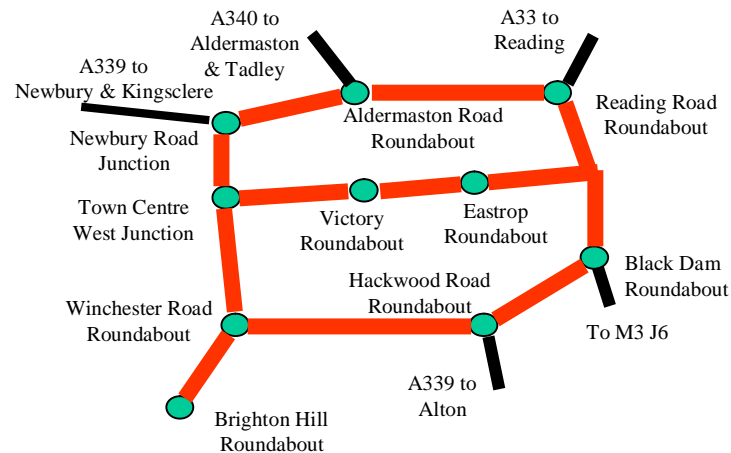 A340 to
Aldermaston
& Tadley
A33 to
Reading
A339 to
Newbury & Kingsclere
Newbury Road
Junction
Aldermaston Road
Roundabout
Reading Road
Roundabout
Town Centre
West Junction
Victory
Roundabout
Eastrop
Roundabout
Black Dam
Roundabout
Hackwood Road
Roundabout
Winchester Road
Roundabout
To M3 J6
A339 to
Alton
Brighton Hill
Roundabout